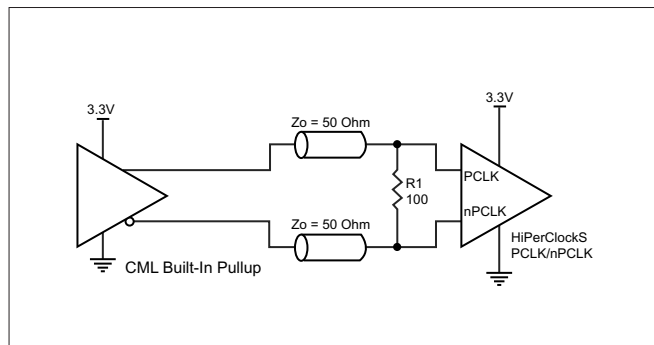 3.3V
3.3V
Zo = 50 Ohm
PCLK
R1
100
nPCLK
Zo = 50 Ohm
HiPerClockS
PCLK/nPCLK
CML Built-In Pullup